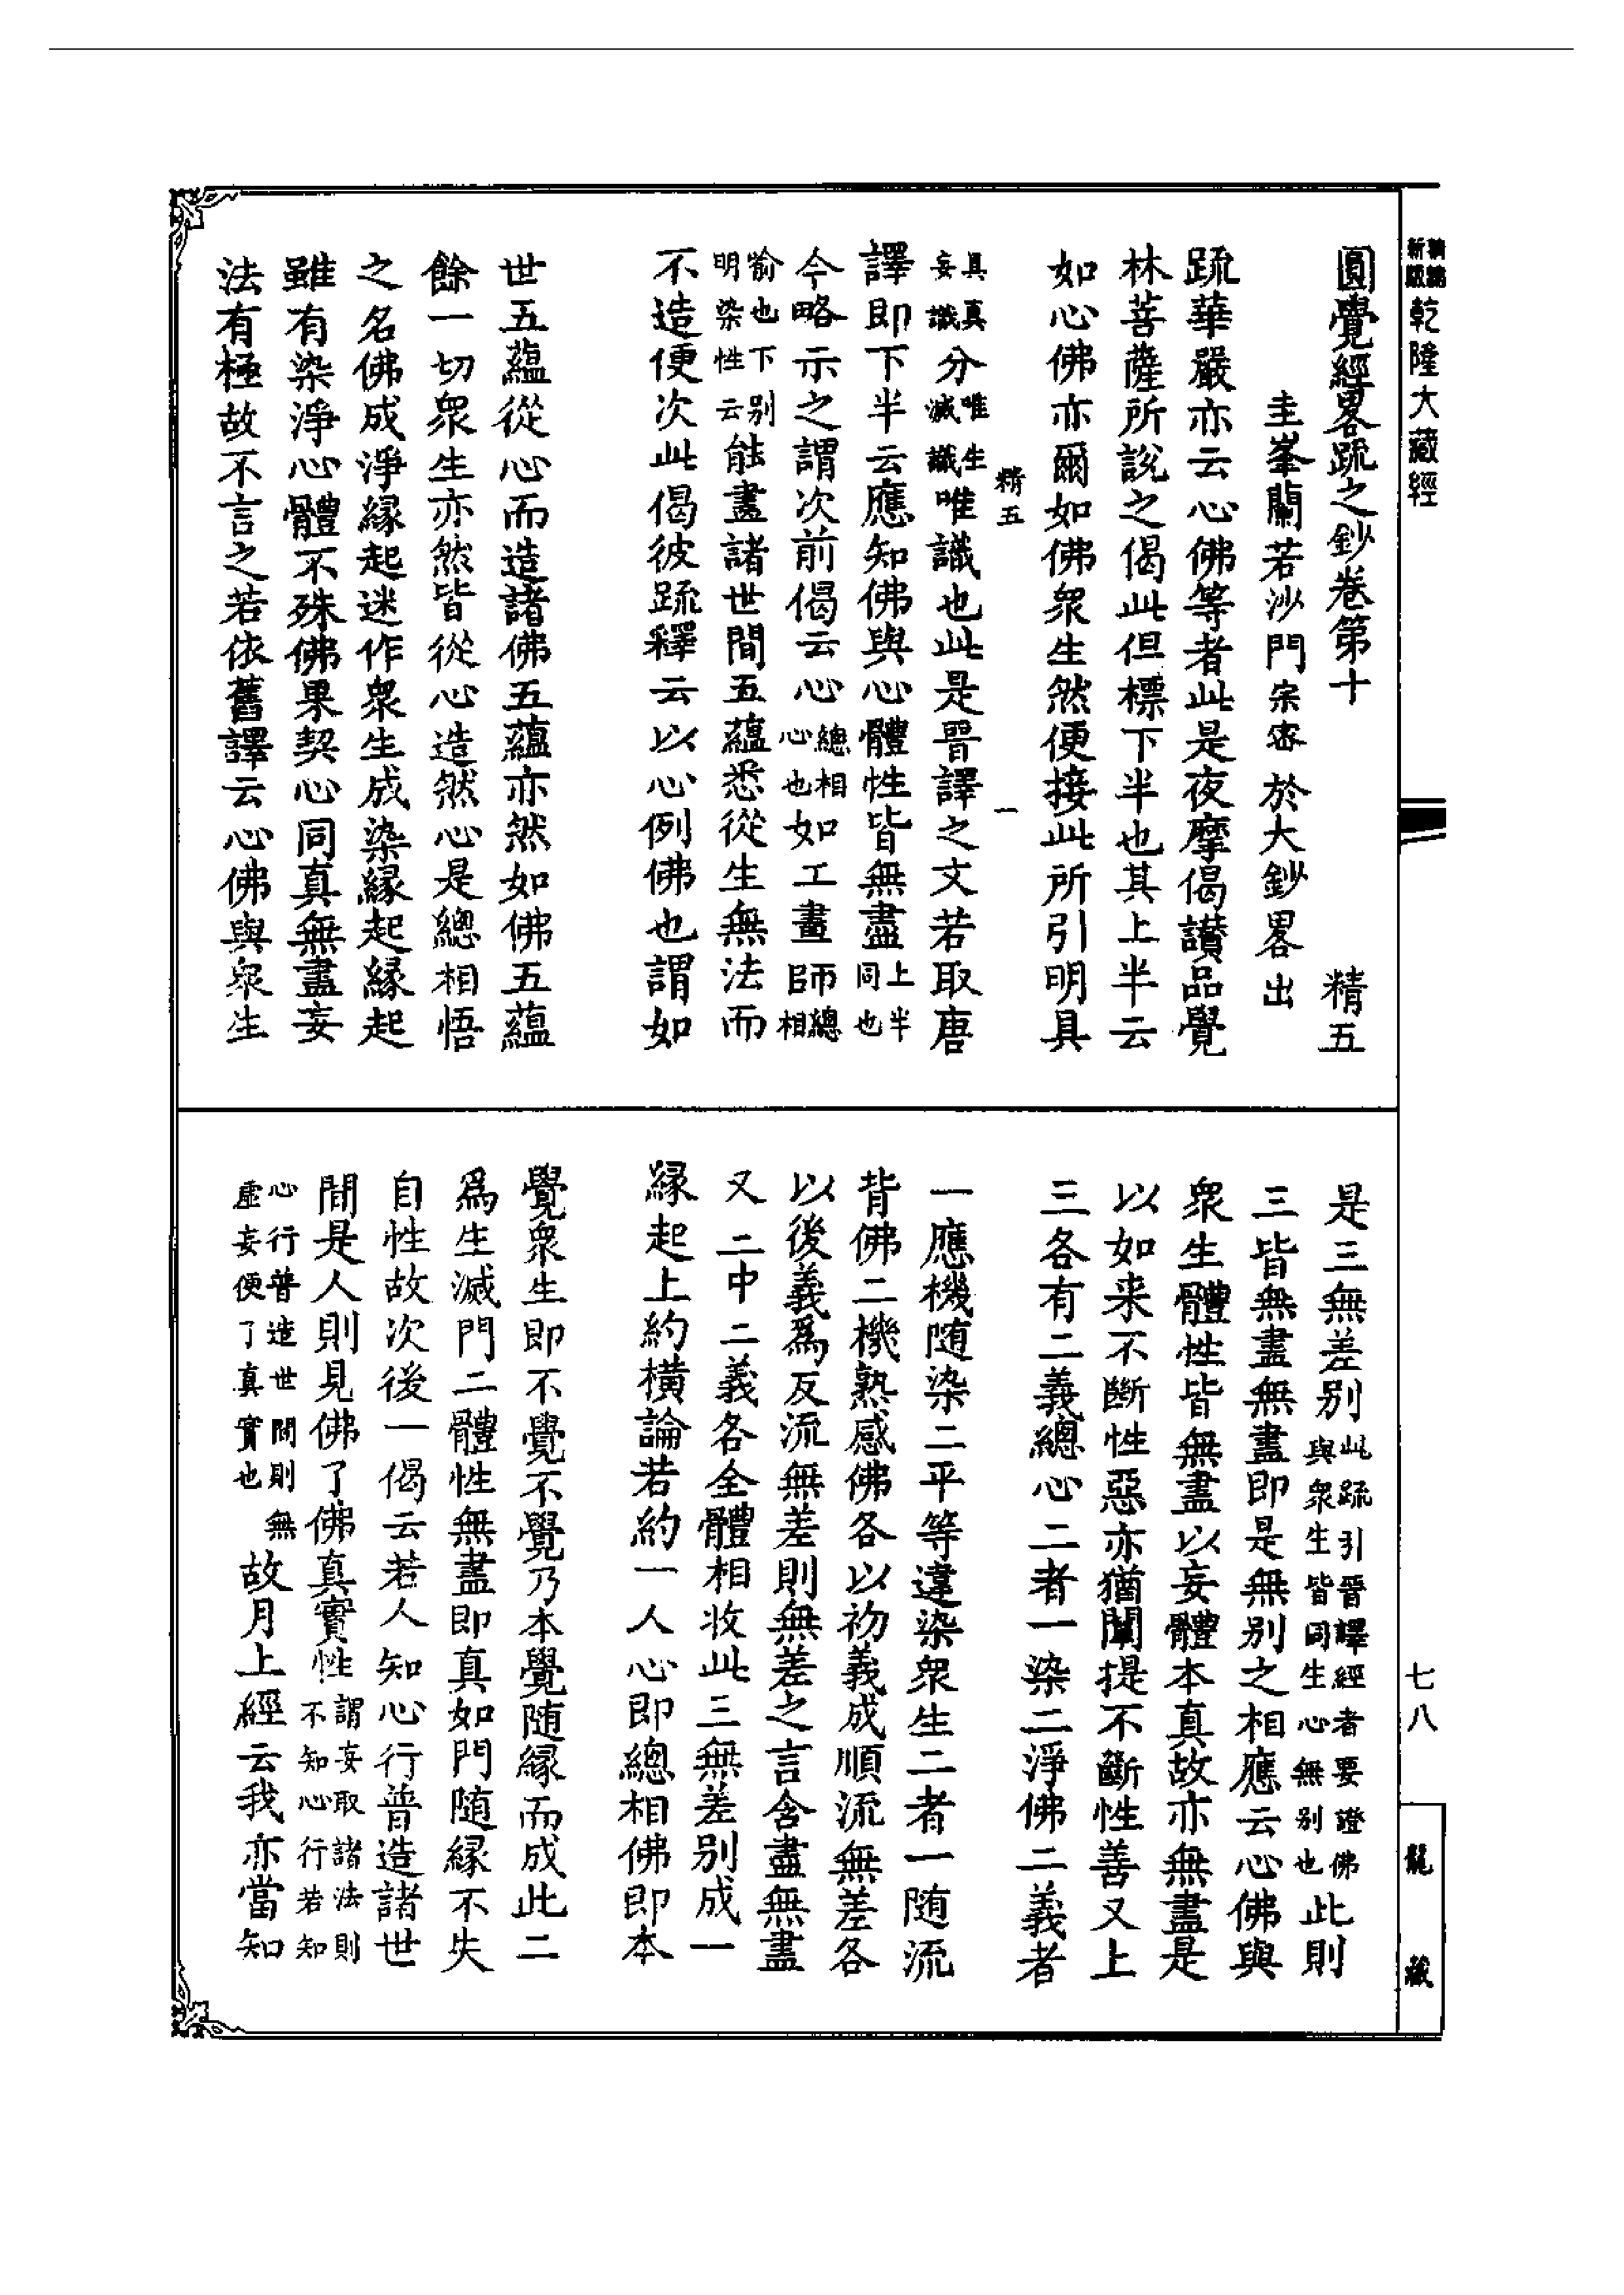 乾隆大藏經
圓覺經畧疏之鈔卷第十　精五
圭峯蘭若沙門宗密於大鈔畧出
疏華嚴亦云心佛等者此是夜摩偈讃品覺
林菩薩所說之偈此但標下半也其上半云
如心佛亦爾如佛衆生然便接此所引明具
精五　一
具真唯生
妄識滅識
分唯識也此是晉譯之文若取唐
譯即下半云應知佛與心體性皆無盡上半同也
今略示之謂次前偈云心總相心也如工畫師總相
喻也下別
明染性云
能畫諸世間五蘊悉從生無法而
不造便次此偈彼疏釋云以心例佛也謂如
世五蘊從心而造諸佛五蘊亦然如佛五蘊
餘一切衆生亦然皆從心造然心是總相悟
之名佛成淨緣起迷作衆生成染緣起緣起
雖有染淨心體不殊佛果契心同真無盡妄
法有極故不言之若依舊譯云心佛與衆生
是三無差別此疏引晉譯經者要證佛與衆生皆同生心無別也此則
三皆無盡無盡即是無別之相應云心佛與
衆生體性皆無盡以妄體本真故亦無盡是
以如来不斷性惡亦猶闡提不斷性善又上
三各有二義總心二者一染二淨佛二義者
一應機随染二平等違染衆生二者一随流
背佛二機熟感佛各以初義成順流無差各
以後義為反流無差則無差之言含盡無盡
又二中二義各全體相收此三無差別成一
緣起上約橫論若約一人心即總相佛即本
覺衆生即不覺不覺乃本覺随緣而成此二
為生滅門二體性無盡即真如門随緣不失
自性故次後一偈云若人知心行普造諸世
間是人則見佛了佛真實性謂妄取諸法則不知心行若知
心行普造世間則無
虛妄便了真實也
故月上經云我亦當知
七八
龍藏